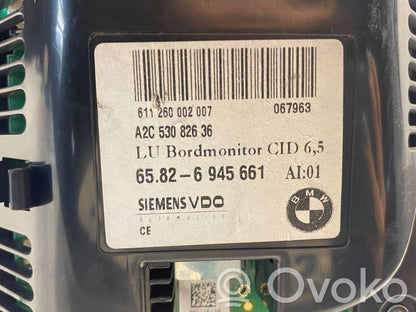 611 260 002 007 067963
A2C 530 826 36
LU Bordmonitor CID 6,5
65.82-6 945 661 AI:01
SIEMENS VDO
Automotive
BMW
CE
©Ovoko